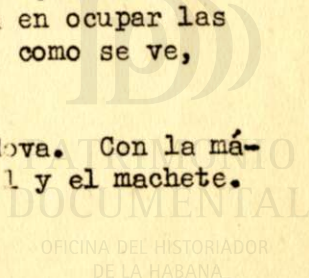 en ocupar las
como se ve,
ova. Con la má-
l y el machete.
PATRIMONIO
DOCUMENTAL
OFICINA DEL HISTORIADOR
DE LA HABANA